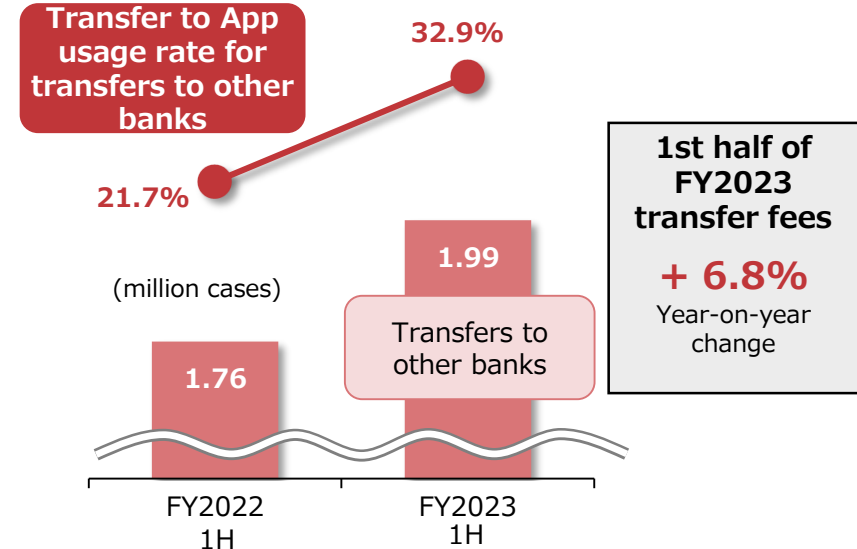 Transfer to App
usage rate for
transfers to other
banks
32.9%
21.7%
(million cases)
1.76
1.99
Transfers to
other banks
FY2022
1H
FY2023
1H
1st half of
FY2023
transfer fees
+ 6.8%
Year-on-year
change